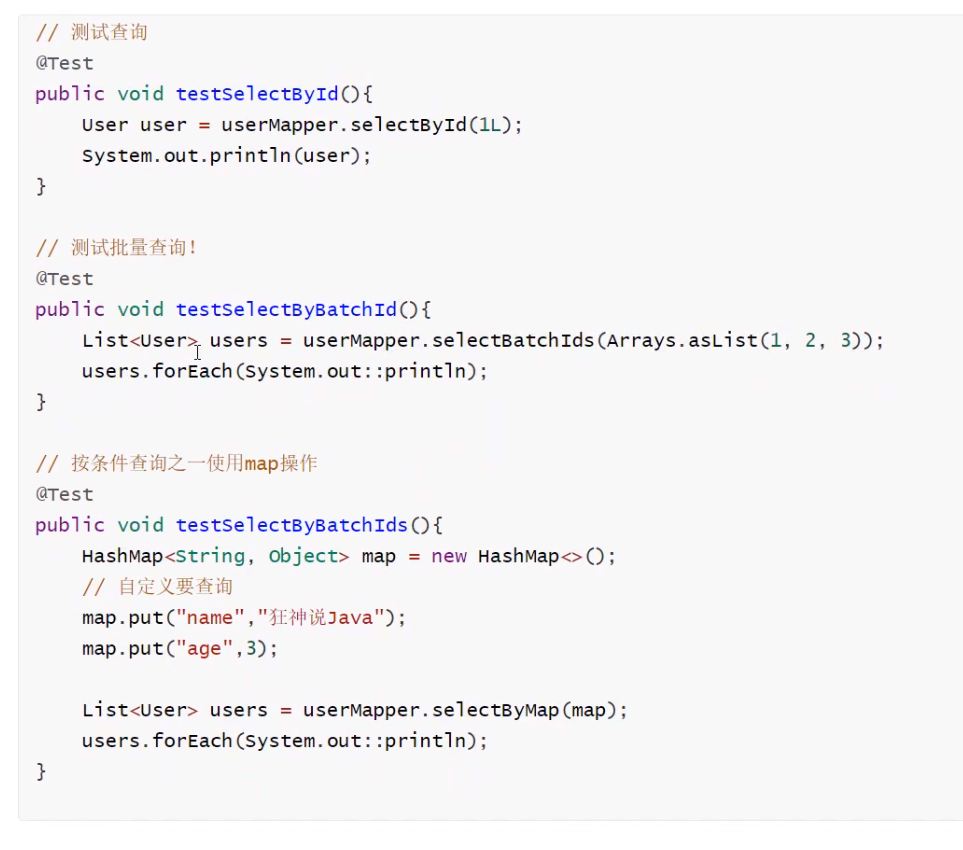 // 测试查询
@Test
public void testSelectById(){
    User user = userMapper.selectById(1L);
    System.out.println(user);
}

// 测试批量查询!
@Test
public void testSelectByBatchId(){
    List<User> users = userMapper.selectBatchIds(Arrays.asList(1, 2, 3));
    users.forEach(System.out::println);
}

// 按条件查询之一使用map操作
@Test
public void testSelectByBatchIds(){
    HashMap<String, Object> map = new HashMap<>();
    // 自定义要查询
    map.put("name","狂神说Java");
    map.put("age",3);

    List<User> users = userMapper.selectByMap(map);
    users.forEach(System.out::println);
}